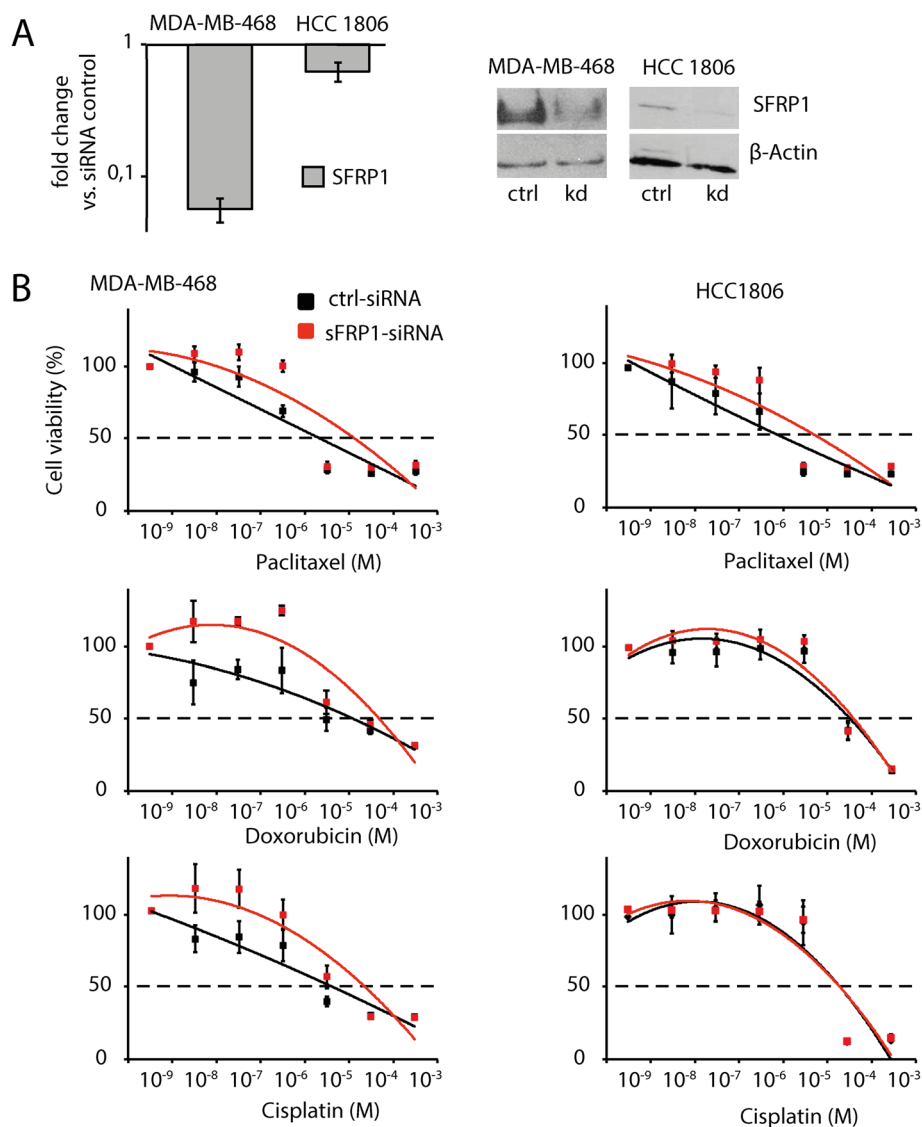 A
MDA-MB-468 HCC 1806
1
0,1
fold change
vs. siRNA control
SFRP1
MDA-MB-468 HCC 1806
SFRP1
β-Actin
ctrl kd ctrl kd
B
MDA-MB-468
HCC1806
ctrl-siRNA
sFRP1-siRNA
Cell viability (%)
100
50
0
10⁻⁹ 10⁻⁸ 10⁻⁷ 10⁻⁶ 10⁻⁵ 10⁻⁴ 10⁻³
Paclitaxel (M)
100
50
0
10⁻⁹ 10⁻⁸ 10⁻⁷ 10⁻⁶ 10⁻⁵ 10⁻⁴ 10⁻³
Paclitaxel (M)
100
50
0
10⁻⁹ 10⁻⁸ 10⁻⁷ 10⁻⁶ 10⁻⁵ 10⁻⁴ 10⁻³
Doxorubicin (M)
100
50
0
10⁻⁹ 10⁻⁸ 10⁻⁷ 10⁻⁶ 10⁻⁵ 10⁻⁴ 10⁻³
Doxorubicin (M)
100
50
0
10⁻⁹ 10⁻⁸ 10⁻⁷ 10⁻⁶ 10⁻⁵ 10⁻⁴ 10⁻³
Cisplatin (M)
100
50
0
10⁻⁹ 10⁻⁸ 10⁻⁷ 10⁻⁶ 10⁻⁵ 10⁻⁴ 10⁻³
Cisplatin (M)